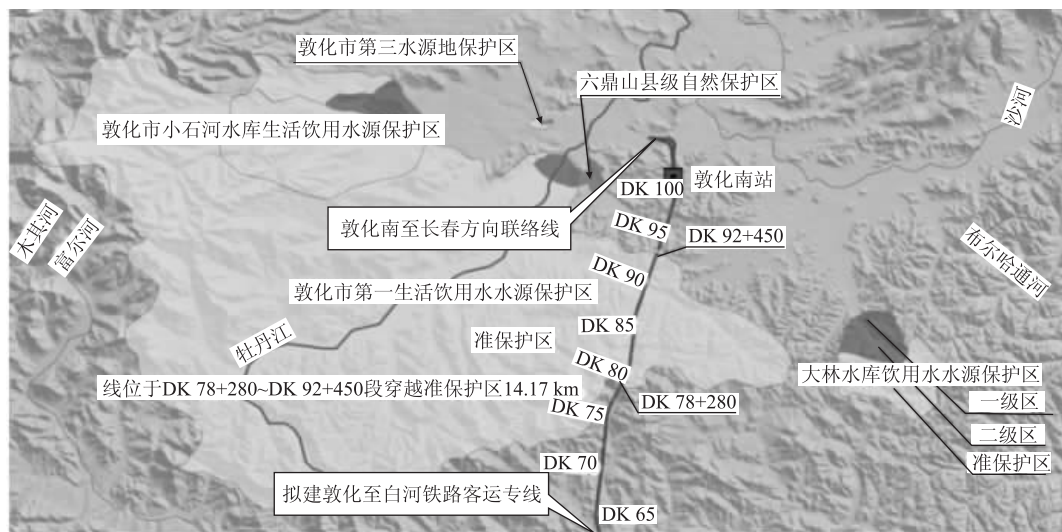 敦化市第三水源地保护区
六鼎山县级自然保护区
河沙
敦化市小石河水库生活饮用水源保护区
敦化南站
DK 100
敦化南至长春方向联络线
DK 95
DK 92+450
木其河
富尔河
布尔哈通河
DK 90
敦化市第一生活饮用水水源保护区
牡丹江
准保护区
DK 85
DK 80
大林水库饮用水水源保护区
线位于DK 78+280~DK 92+450段穿越准保护区14.17 km
DK 75
DK 78+280
一级区
二级区
准保护区
DK 70
拟建敦化至白河铁路客运专线
DK 65